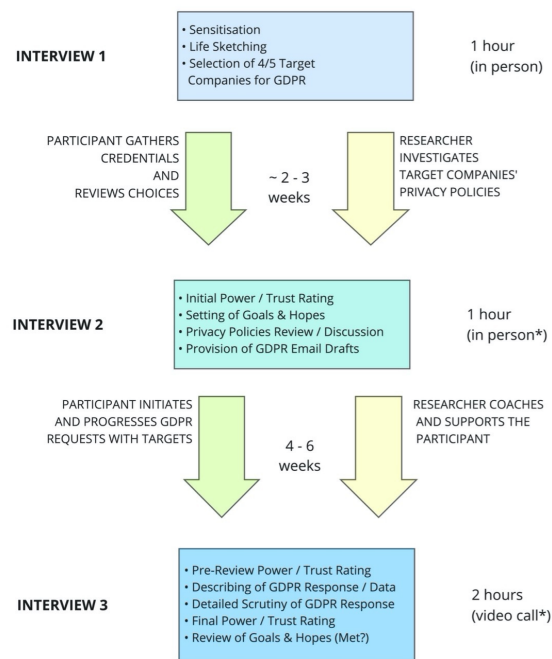 INTERVIEW 1
• Sensitisation
• Life Sketching
• Selection of 4/5 Target
Companies for GDPR
1 hour
(in person)
PARTICIPANT GATHERS
CREDENTIALS
AND
REVIEWS CHOICES
~ 2 - 3
weeks
RESEARCHER
INVESTIGATES
TARGET COMPANIES'
PRIVACY POLICIES
INTERVIEW 2
• Initial Power / Trust Rating
• Setting of Goals & Hopes
• Privacy Policies Review / Discussion
• Provision of GDPR Email Drafts
1 hour
(in person*)
PARTICIPANT INITIATES
AND PROGRESSES GDPR
REQUESTS WITH TARGETS
4 - 6
weeks
RESEARCHER COACHES
AND SUPPORTS THE
PARTICIPANT
INTERVIEW 3
• Pre-Review Power / Trust Rating
• Describing of GDPR Response / Data
• Detailed Scrutiny of GDPR Response
• Final Power / Trust Rating
• Review of Goals & Hopes (Met?)
2 hours
(video call*)